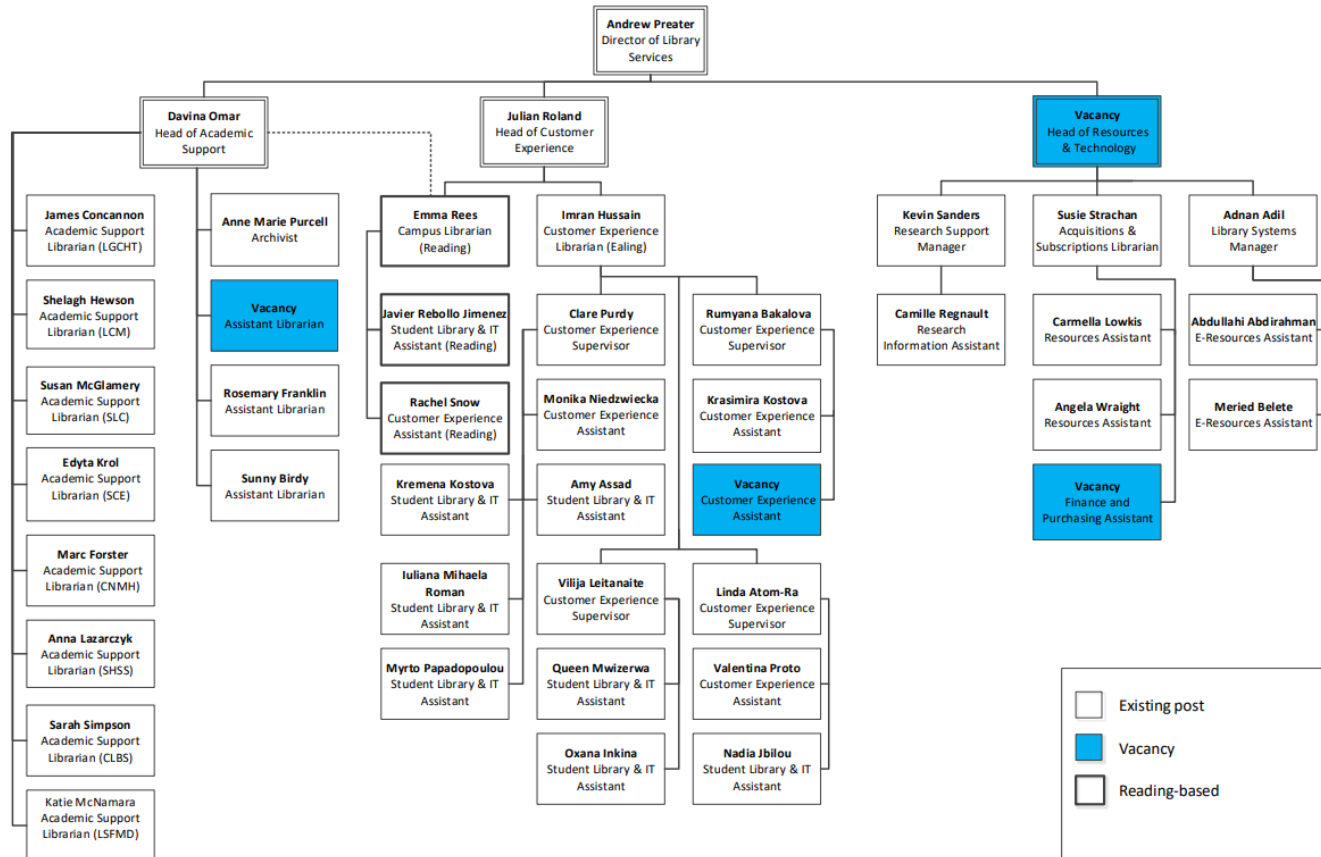 Andrew Preater
Director of Library
Services
Davina Omar
Head of Academic
Support
Julian Roland
Head of Customer
Experience
Vacancy
Head of Resources
& Technology
James Concannon
Academic Support
Librarian (LGCHT)
Shelagh Hewson
Academic Support
Librarian (LCM)
Susan McGlamery
Academic Support
Librarian (SLC)
Edyta Krol
Academic Support
Librarian (SCE)
Marc Forster
Academic Support
Librarian (CNMH)
Anna Lazarczyk
Academic Support
Librarian (SHSS)
Sarah Simpson
Academic Support
Librarian (CLBS)
Katie McNamara
Academic Support
Librarian (LSFMD)
Anne Marie Purcell
Archivist
Vacancy
Assistant Librarian
Rosemary Franklin
Assistant Librarian
Sunny Birdy
Assistant Librarian
Emma Rees
Campus Librarian
(Reading)
Javier Rebollo Jimenez
Student Library & IT
Assistant (Reading)
Rachel Snow
Customer Experience
Assistant (Reading)
Kremena Kostova
Student Library & IT
Assistant
Iuliana Mihaela
Roman
Student Library & IT
Assistant
Myrto Papadopoulou
Student Library & IT
Assistant
Imran Hussain
Customer Experience
Librarian (Ealing)
Clare Purdy
Customer Experience
Supervisor
Monika Niedzwiecka
Customer Experience
Assistant
Amy Assad
Student Library & IT
Assistant
Vilija Leitanaite
Customer Experience
Supervisor
Queen Mwizerwa
Student Library & IT
Assistant
Oxana Inkina
Student Library & IT
Assistant
Rumyana Bakalova
Customer Experience
Supervisor
Krasimira Kostova
Customer Experience
Assistant
Vacancy
Customer Experience
Assistant
Linda Atom-Ra
Customer Experience
Supervisor
Valentina Proto
Customer Experience
Assistant
Nadia Jbilou
Student Library & IT
Assistant
Kevin Sanders
Research Support
Manager
Camille Regnault
Research
Information Assistant
Susie Strachan
Acquisitions &
Subscriptions Librarian
Carmella Lowkis
Resources Assistant
Angela Wraight
Resources Assistant
Vacancy
Finance and
Purchasing Assistant
Adnan Adil
Library Systems
Manager
Abdullahi Abdirahman
E-Resources Assistant
Meried Belete
E-Resources Assistant
Existing post
Vacancy
Reading-based